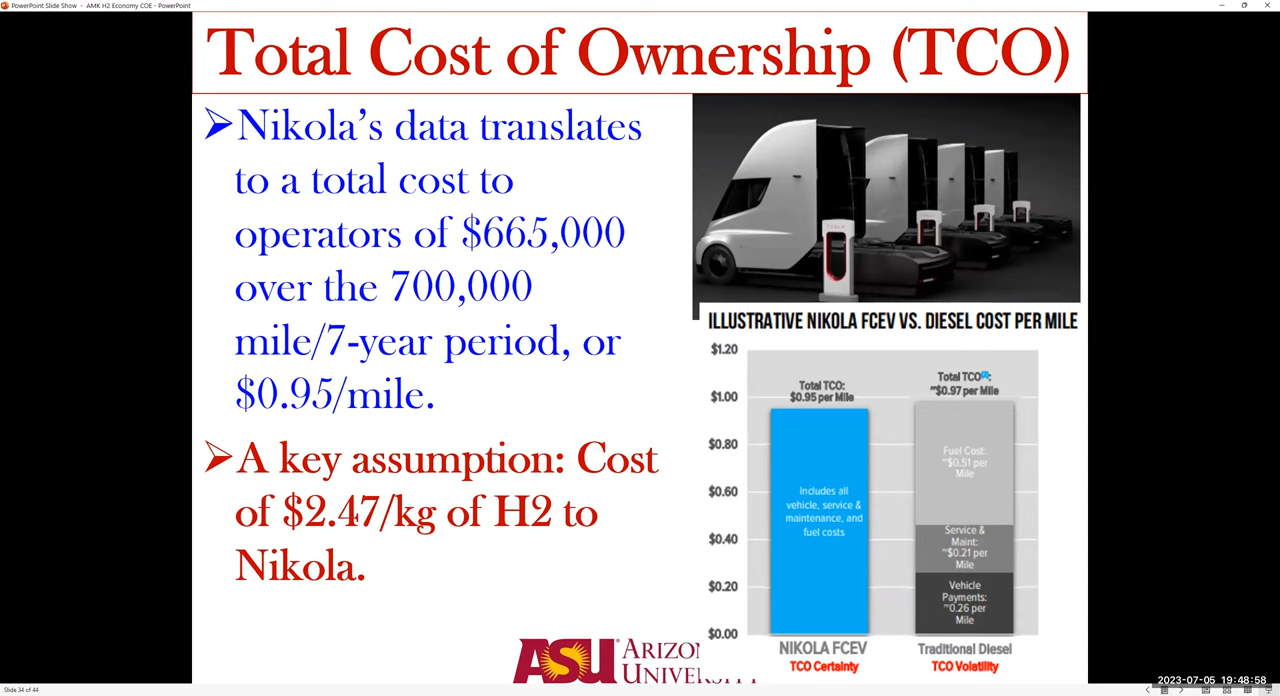 PowerPoint Slide Show - AMK H2 Economy COE - PowerPoint
Total Cost of Ownership (TCO)
➢Nikola's data translates
to a total cost to
operators of $665,000
over the 700,000
mile/7-year period, or
$0.95/mile.
➢A key assumption: Cost
of $2.47/kg of H2 to
Nikola.
ILLUSTRATIVE NIKOLA FCEV VS. DIESEL COST PER MILE
$1.20
$1.00
$0.80
$0.60
$0.40
$0.20
$0.00
Total TCO:
$0.95 per Mile
Includes all
vehicle, service &
maintenance, and
fuel costs
NIKOLA FCEV
TCO Certainty
Total TCO:
~$0.97 per Mile
Fuel Cost:
~$0.51 per
Mile
Service &
Maint:
~$0.21 per
Mile
Vehicle
Payments:
~0.26 per
Mile
Traditional Diesel
TCO Volatility
ASU ARIZO
UNIVERSITY
2023-07-05 19:48:58
Slide 34 of 44